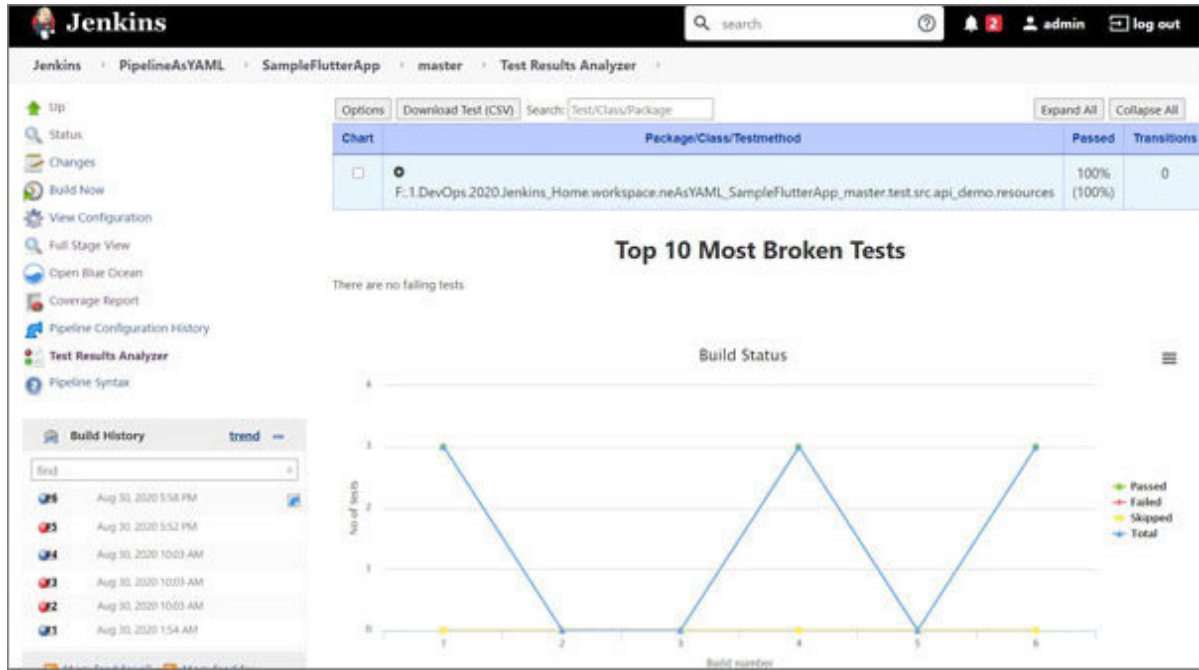 Jenkins
search
2
admin
log out
Jenkins
PipelineAsYAML
SampleFlutterApp
master
Test Results Analyzer
Up
Status
Changes
Build Now
View Configuration
Full Stage View
Open Blue Ocean
Coverage Report
Pipeline Configuration History
Test Results Analyzer
Pipeline Syntax
Build History
trend
find
x
#6 Aug 30, 2020 5:58 PM
#5 Aug 30, 2020 5:52 PM
#4 Aug 30, 2020 10:03 AM
#3 Aug 30, 2020 10:03 AM
#2 Aug 30, 2020 10:03 AM
#1 Aug 30, 2020 1:54 AM
Options
Download Test (CSV)
Search:
Test/Class/Package
Expand All
Collapse All
Chart
Package/Class/Testmethod
Passed
Transitions
F:.1.DevOps.2020.Jenkins_Home.workspace.neAsYAML_SampleFlutterApp_master.test.src.api_demo.resources
100%
(100%)
0
Top 10 Most Broken Tests
There are no failing tests
Build Status
4
3
2
1
0
No of tests
1
2
3
4
5
6
Build number
Passed
Failed
Skipped
Total